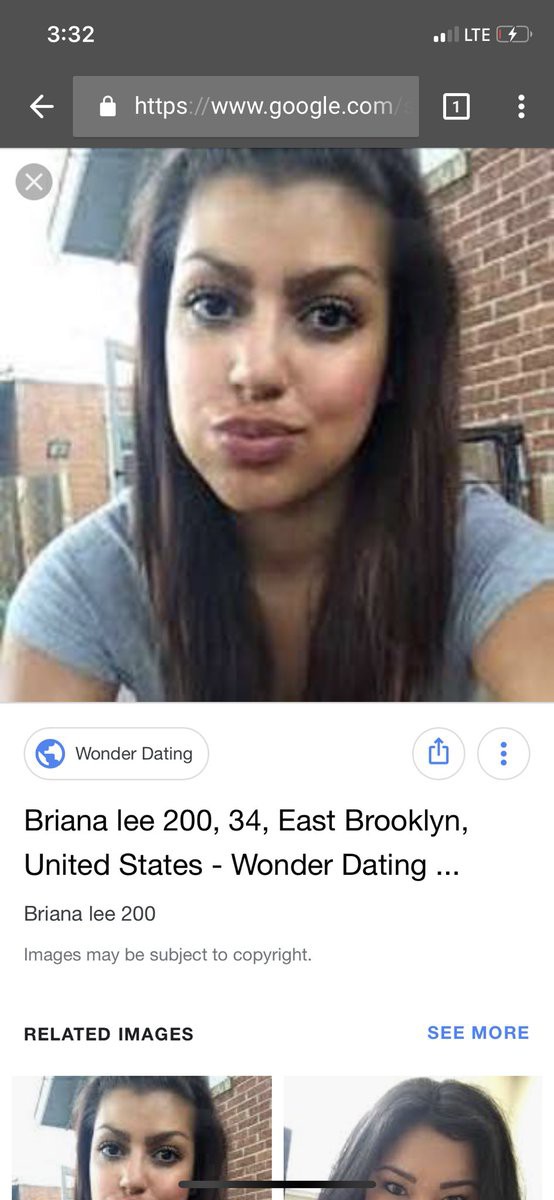 3:32
LTE
https://www.google.com/s
1
Wonder Dating
Briana lee 200, 34, East Brooklyn,
United States - Wonder Dating ...
Briana lee 200
Images may be subject to copyright.
RELATED IMAGES
SEE MORE